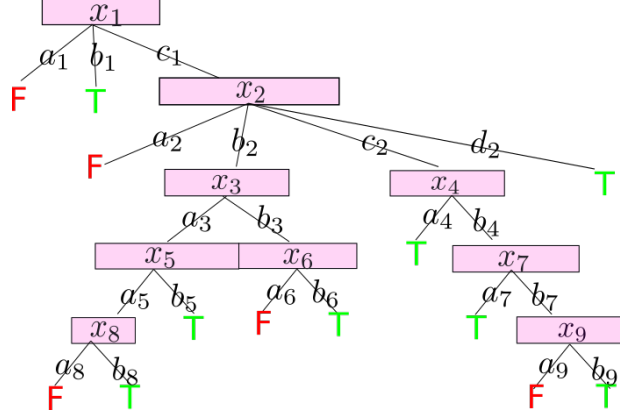 x₁
a₁ b₁ c₁
F T x₂
a₂ b₂ c₂ d₂
F x₃ x₄ T
a₃ b₃ a₄ b₄
x₅ x₆ T x₇
a₅ b₅ a₆ b₆ a₇ b₇
x₈ T F T T x₉
a₈ b₈ a₉ b₉
F T F T